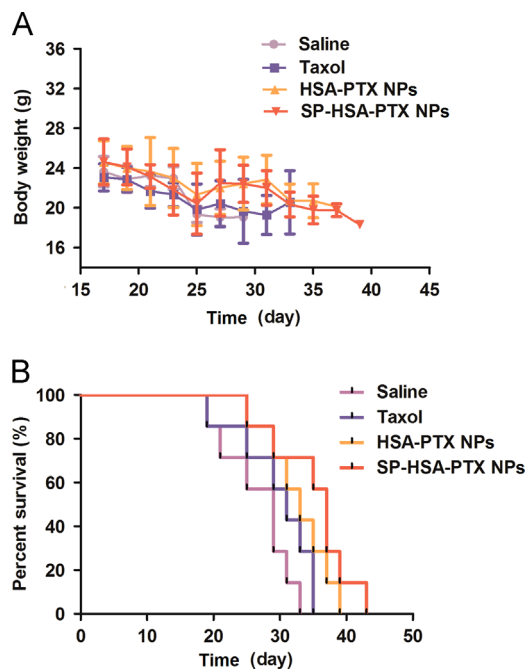 A
Saline
Taxol
HSA-PTX NPs
SP-HSA-PTX NPs
Body weight (g)
36
32
28
24
20
16
15 20 25 30 35 40 45
Time (day)
B
Saline
Taxol
HSA-PTX NPs
SP-HSA-PTX NPs
Percent survival (%)
100
80
60
40
20
0
0 10 20 30 40 50
Time (day)